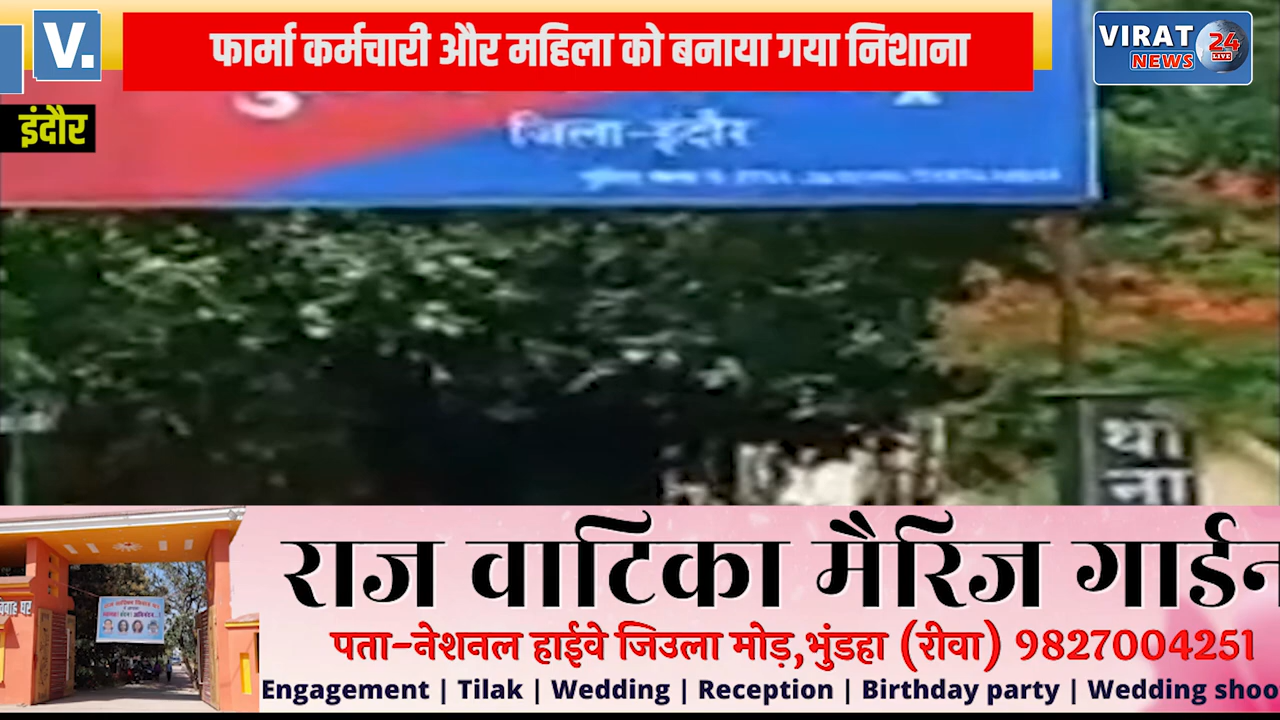 V.
फार्मा कर्मचारी और महिला को बनाया गया निशाना
VIRAT
NEWS
24
LIVE
इंदौर
जिला-इंदौर
था
ना
राज वाटिका मैरिज गार्डन
पता-नेशनल हाईवे जिउला मोड़,भुंडहा (रीवा) 9827004251
Engagement | Tilak | Wedding | Reception | Birthday party | Wedding shoo